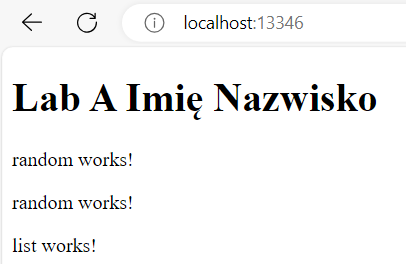 localhost:13346
Lab A Imię Nazwisko
random works!
random works!
list works!